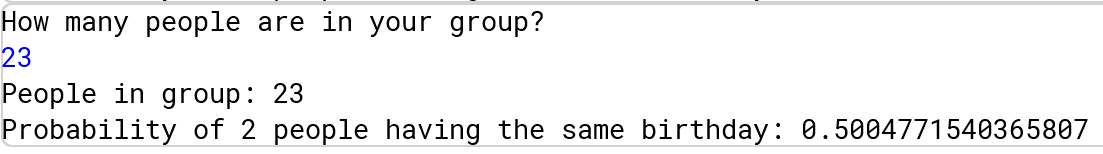 How many people are in your group?
23
People in group: 23
Probability of 2 people having the same birthday: 0.5004771540365807